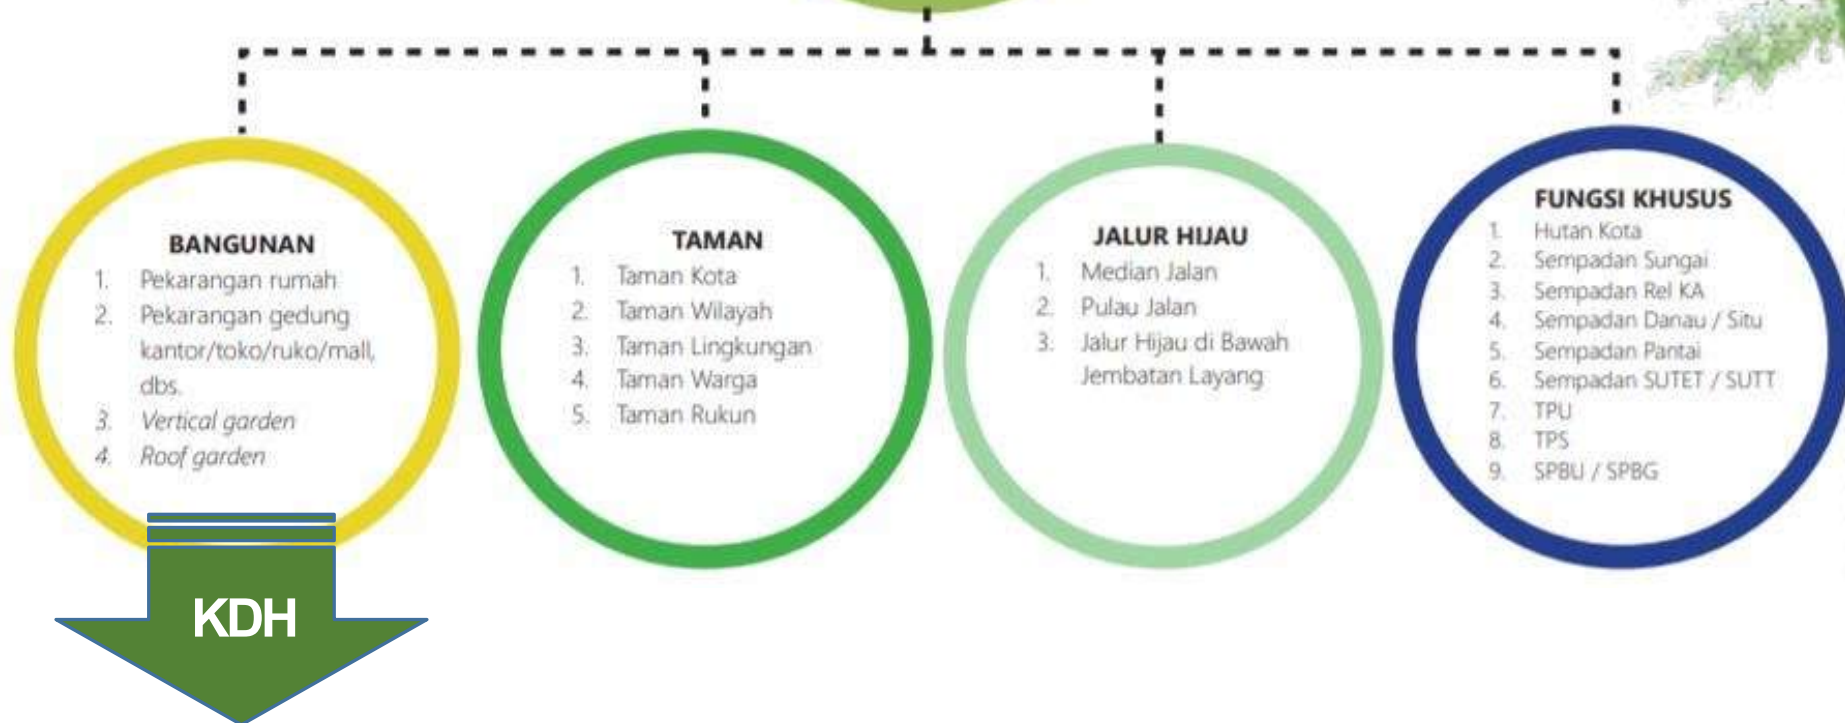 BANGUNAN
1. Pekarangan rumah
2. Pekarangan gedung
kantor/toko/ruko/mall,
dbs.
3. Vertical garden
4. Roof garden
KDH
TAMAN
1. Taman Kota
2. Taman Wilayah
3. Taman Lingkungan
4. Taman Warga
5. Taman Rukun
JALUR HIJAU
1. Median Jalan
2. Pulau Jalan
3. Jalur Hijau di Bawah
Jembatan Layang
FUNGSI KHUSUS
1. Hutan Kota
2. Sempadan Sungai
3. Sempadan Rel KA
4. Sempadan Danau / Situ
5. Sempadan Pantai
6. Sempadan SUTET / SUTT
7. TPU
8. TPS
9. SPBU / SPBG